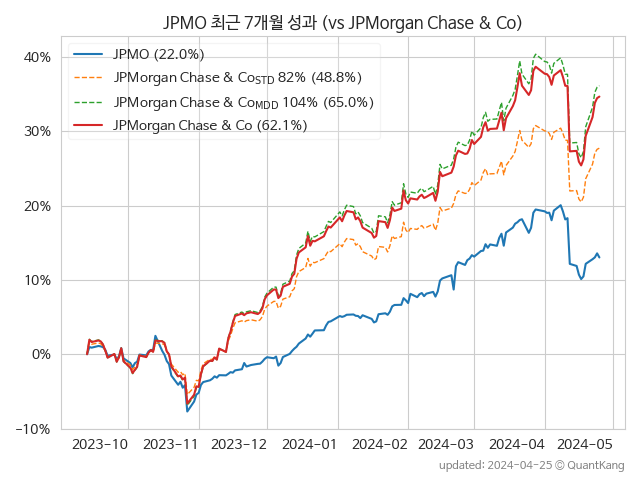 JPMO 최근 7개월 성과 (vs JPMorgan Chase & Co)
JPMO (22.0%)
JPMorgan Chase & Co_STD 82% (48.8%)
JPMorgan Chase & Co_MDD 104% (65.0%)
JPMorgan Chase & Co (62.1%)
40%
30%
20%
10%
0%
−10%
2023-10 2023-11 2023-12 2024-01 2024-02 2024-03 2024-04 2024-05
updated: 2024-04-25 © QuantKang